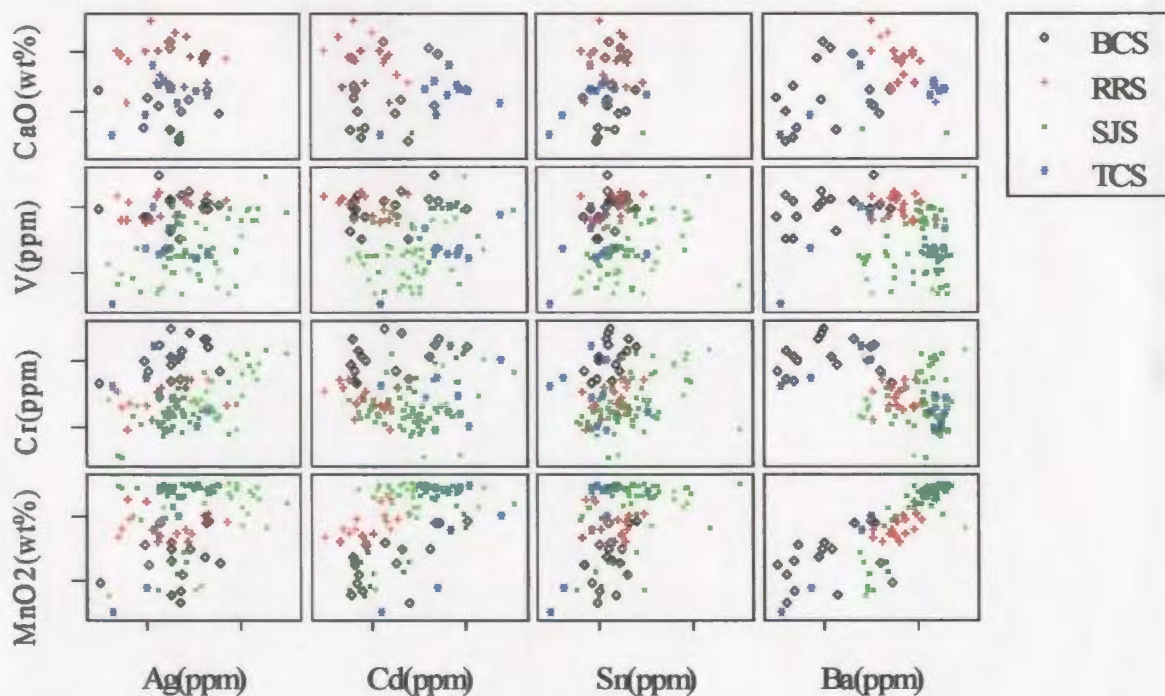 CaO(wt%)
V(ppm)
Cr(ppm)
MnO2(wt%)
Ag(ppm)
Cd(ppm)
Sn(ppm)
Ba(ppm)
BCS
RRS
SJS
TCS